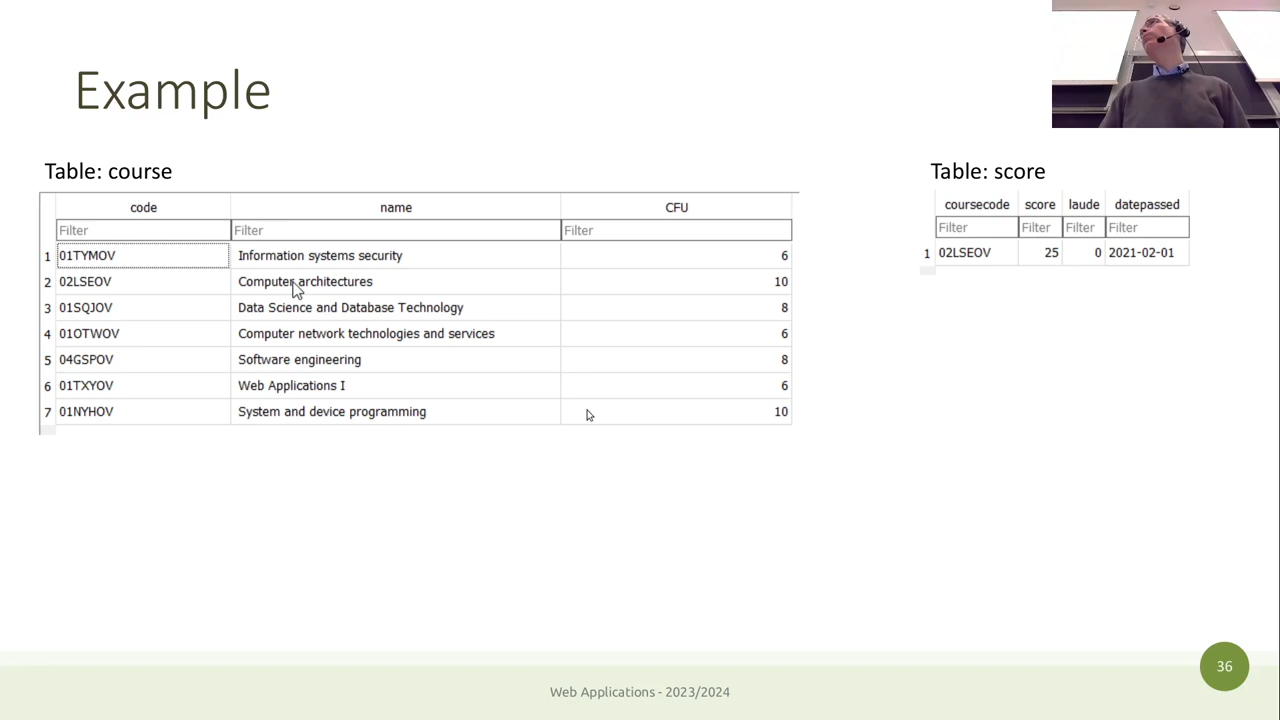 Example
Table: course
code name CFU
Filter Filter Filter
1 01TYMOV Information systems security 6
2 02LSEOV Computer architectures 10
3 01SQJOV Data Science and Database Technology 8
4 01OTWOV Computer network technologies and services 6
5 04GSPOV Software engineering 8
6 01TXYOV Web Applications I 6
7 01NYHOV System and device programming 10
Table: score
coursecode score laude datepassed
Filter Filter Filter Filter
1 02LSEOV 25 0 2021-02-01
Web Applications - 2023/2024
36